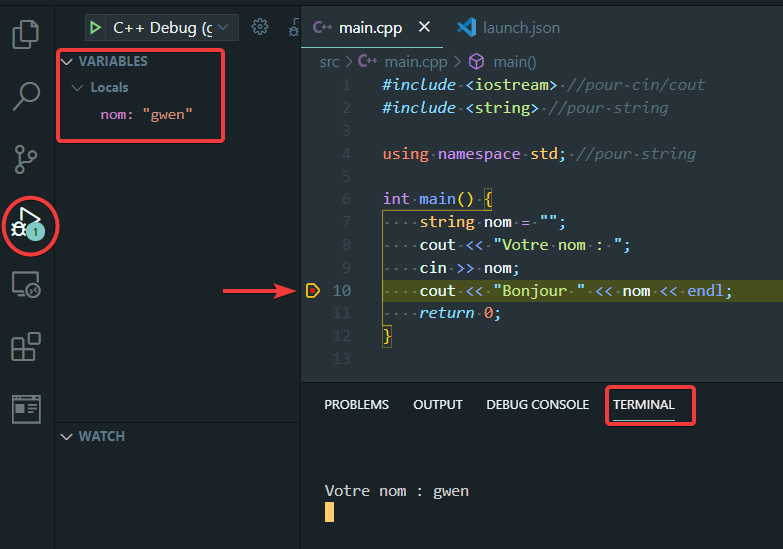 C++ Debug (g
VARIABLES
Locals
nom: "gwen"
1
WATCH
C++ main.cpp
launch.json
src > C++ main.cpp > main()
1 #include <iostream> //pour cin/cout
2 #include <string> //pour string
3
4 using namespace std; //pour string
5
6 int main() {
7 string nom = "";
8 cout << "Votre nom : ";
9 cin >> nom;
10 cout << "Bonjour " << nom << endl;
11 return 0;
12 }
13
PROBLEMS OUTPUT DEBUG CONSOLE TERMINAL
Votre nom : gwen